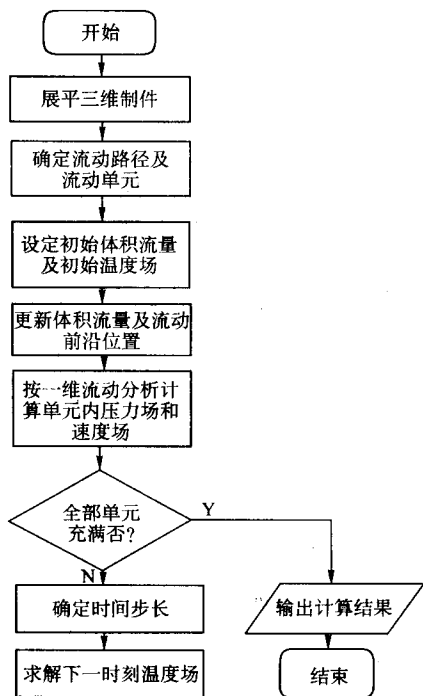 开始
展平三维制件
确定流动路径及
流动单元
设定初始体积流量
及初始温度场
更新体积流量及流动
前沿位置
按一维流动分析计
算单元内压力场和
速度场
全部单元
充满否?
Y
N
确定时间步长
输出计算结果
求解下一时刻温度场
结束